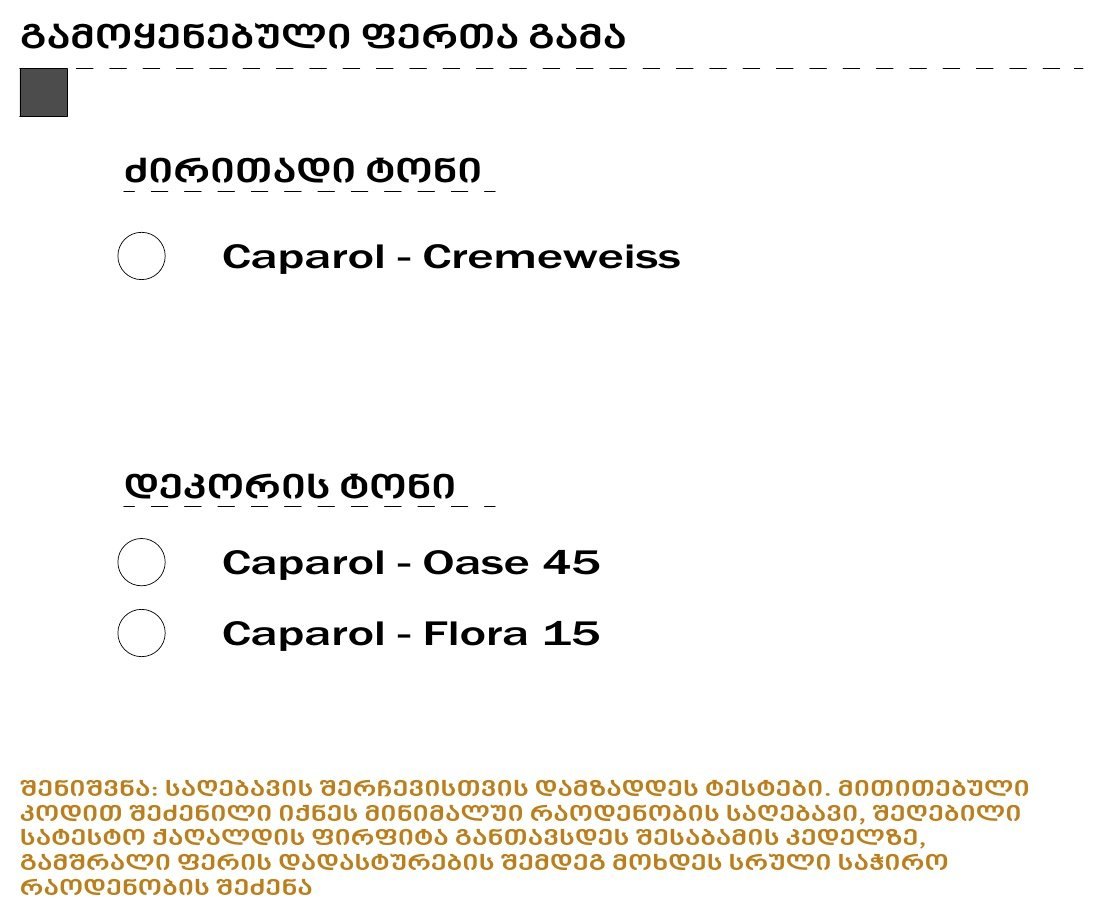 გამოყენებული ფერთა გამა
ძირითადი ტონი
Caparol - Cremeweiss
დეკორის ტონი
Caparol - Oase 45
Caparol - Flora 15
შენიშვნა: საღებავის შერჩევისთვის დამზადდეს ტესტები. მითითებული
კოდით შეძენილი იქნეს მინიმალუი რაოდენობის საღებავი, შეღებილი
სატესტო ქაღალდის ფირფიტა განთავსდეს შესაბამის კედელზე,
გამშრალი ფერის დადასტურების შემდეგ მოხდეს სრული საჭირო
რაოდენობის შეძენა